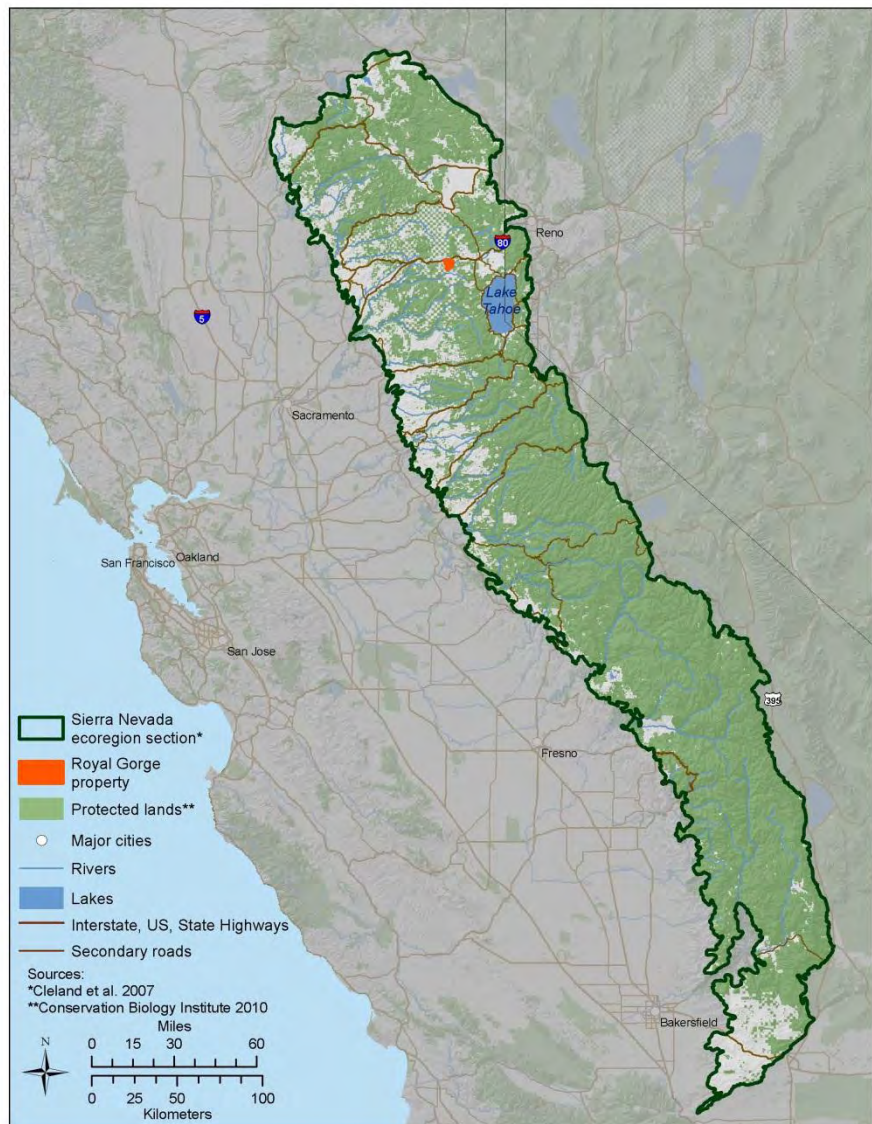 Reno
80
Lake
Tahoe
5
Sacramento
San Francisco
Oakland
San Jose
395
Fresno
Bakersfield
Sierra Nevada
ecoregion section*
Royal Gorge
property
Protected lands**
Major cities
Rivers
Lakes
Interstate, US, State Highways
Secondary roads
Sources:
*Cleland et al. 2007
**Conservation Biology Institute 2010
Miles
N
0 15 30 60
0 25 50 100
Kilometers